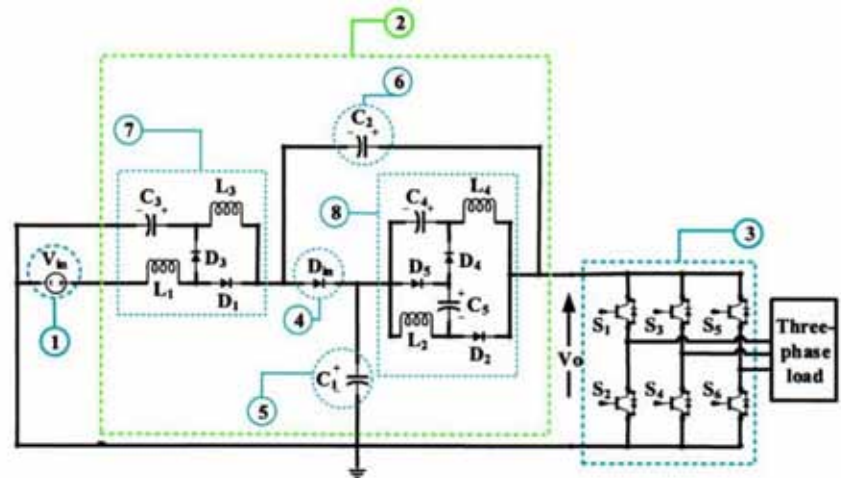 2
6
C2
- +
7
8
3
C3
- +
L3
C4
- +
L4
Vin
D3
D4
L1
D1
Din
D5
C5
+
-
L2
D2
1
4
5
C1
+
Vo
S1
S3
S5
S2
S4
S6
Three-
phase
load